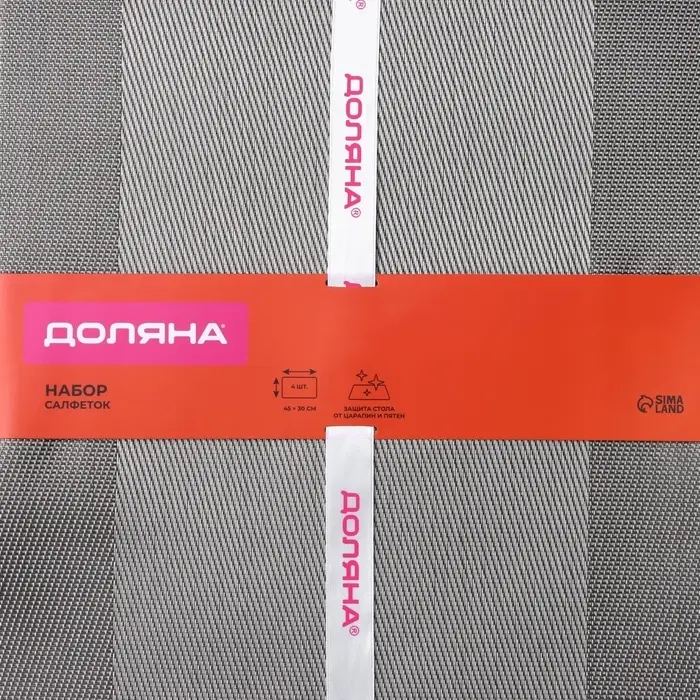 ®
ДОЛЯНА®
ДОЛЯНА®
НАБОР
САЛФЕТОК
4 ШТ.
45 × 30 СМ
ЗАЩИТА СТОЛА
ОТ ЦАРАПИН И ПЯТЕН
SIMA
LAND
ДОЛЯНА®